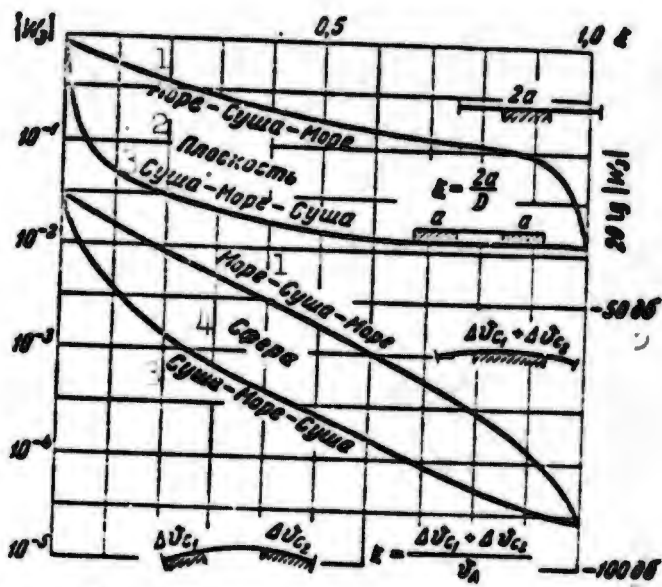 |W₃| 0,5 1,0 E
1
Море-Суша-Море
2a
10⁻¹
2
Плоскость
E = 2a/D
3
Суша-Море-Суша
a a
20 lg |W₃|
10⁻²
1
Море-Суша-Море
-50 дб
10⁻³
4
Сфера
Δϑc₁ + Δϑc₂
3
Суша-Море-Суша
10⁻⁴
Δϑc₁ Δϑc₂
E = (Δϑc₁ + Δϑc₂)/ϑA
10⁻⁵
-100 дб